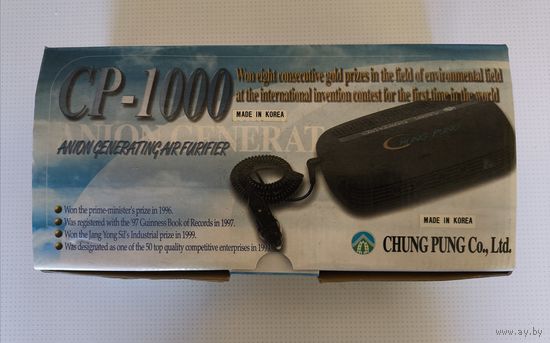 CP-1000
Won eight consecutive gold prizes in the field of environmental field
at the international invention contest for the first time in the world
MADE IN KOREA
ANION GENERAT
ANION GENERATING AIR FURIFIER
CHUNG PUNG
Won the prime-minister's prize in 1996.
Was registered with the '97 Guinness Book of Records in 1997.
Won the Jang Yong Sil's Industrial prize in 1999.
Was designated as one of the 50 top quality competitive enterprises in
MADE IN KOREA
CHUNG PUNG Co., Ltd.
www.ay.by